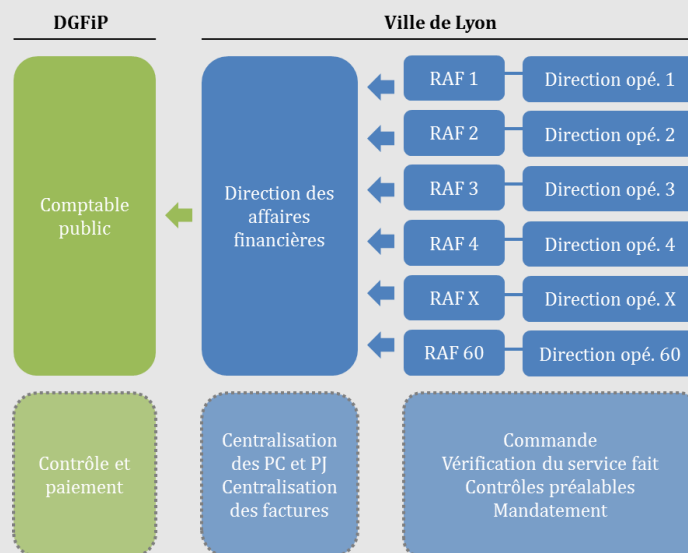 DGFiP
Ville de Lyon
Comptable
public
Direction des
affaires
financières
RAF 1
Direction opé. 1
RAF 2
Direction opé. 2
RAF 3
Direction opé. 3
RAF 4
Direction opé. 4
RAF X
Direction opé. X
RAF 60
Direction opé. 60
Contrôle et
paiement
Centralisation
des PC et PJ
Centralisation
des factures
Commande
Vérification du service fait
Contrôles préalables
Mandatement